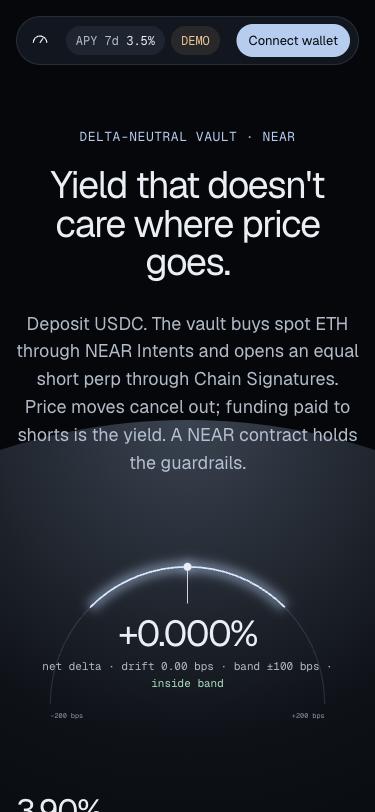 APY 7d 3.5% DEMO Connect wallet
DELTA-NEUTRAL VAULT · NEAR
Yield that doesn't
care where price
goes.
Deposit USDC. The vault buys spot ETH
through NEAR Intents and opens an equal
short perp through Chain Signatures.
Price moves cancel out; funding paid to
shorts is the yield. A NEAR contract holds
the guardrails.
+0.000%
net delta · drift 0.00 bps · band ±100 bps ·
inside band
-200 bps +200 bps
3.90%